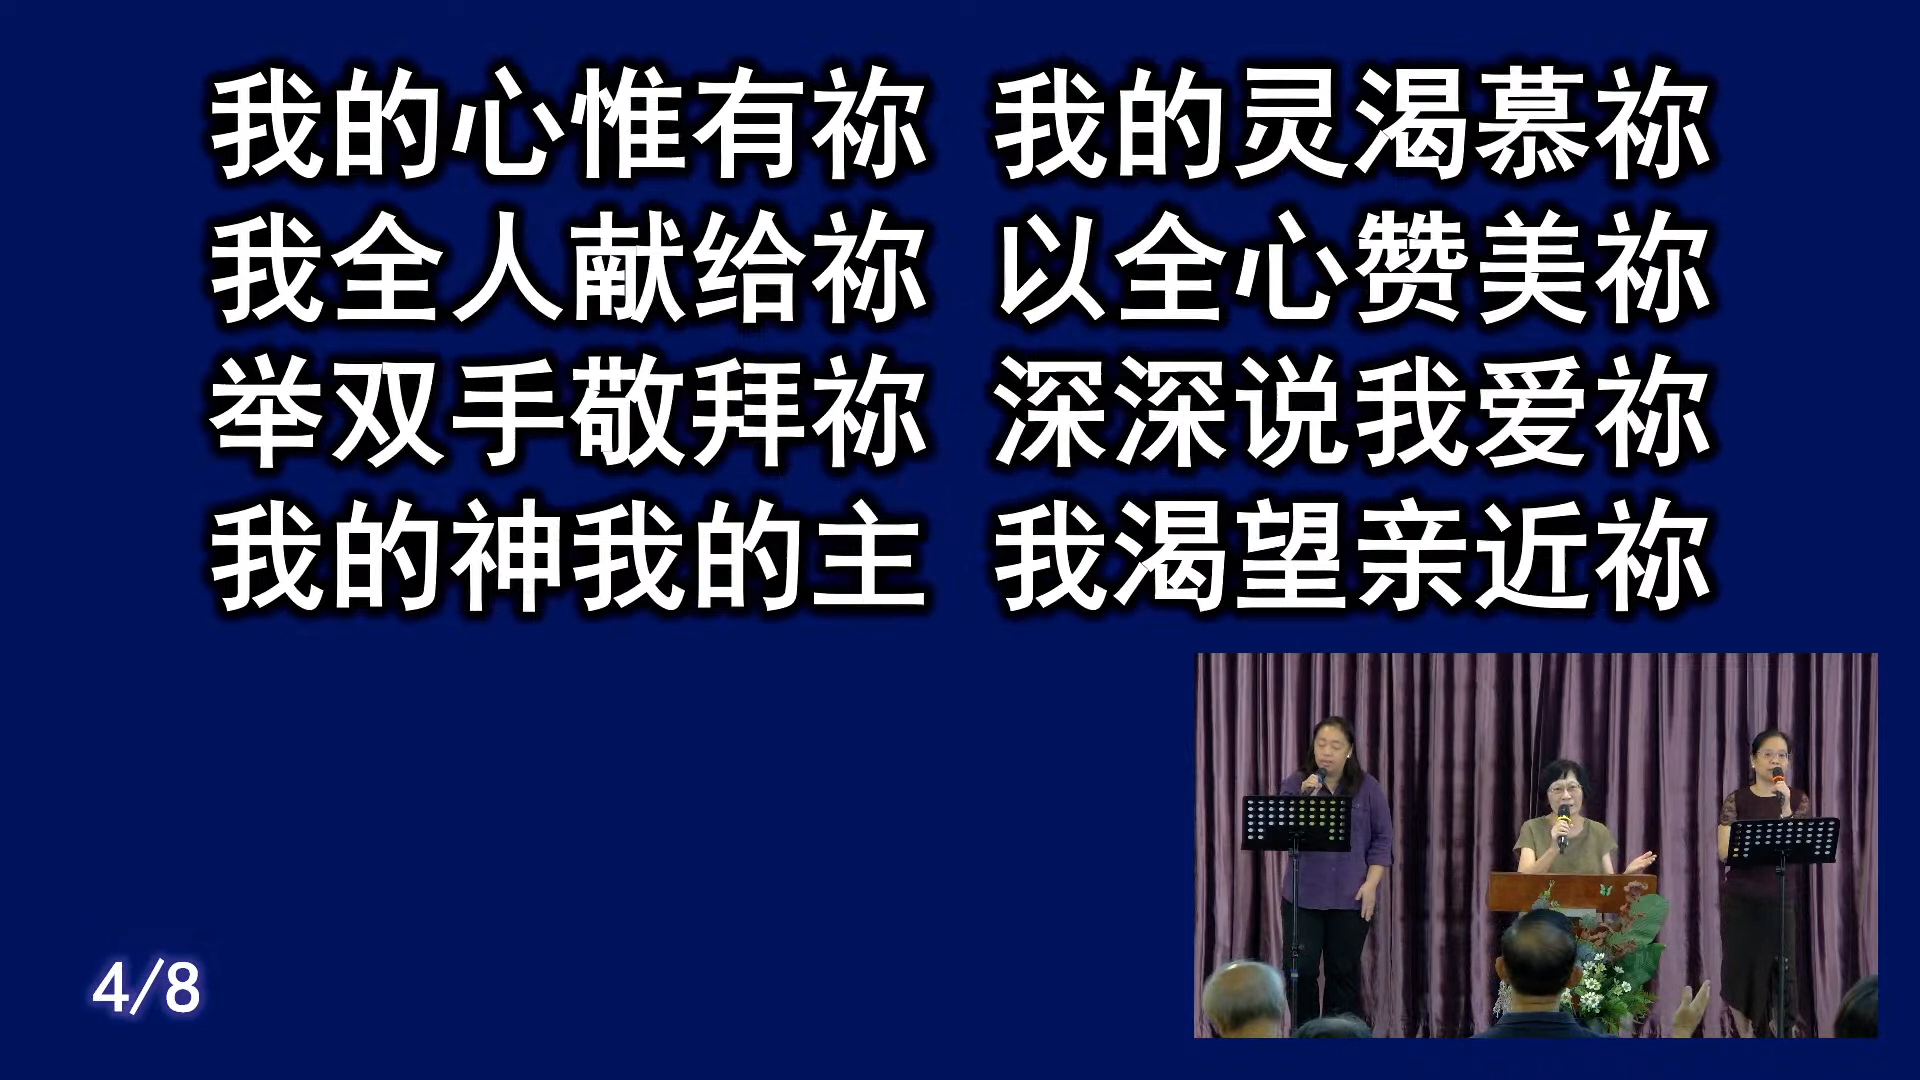 我的心惟有祢 我的灵渴慕祢
我全人献给祢 以全心赞美祢
举双手敬拜祢 深深说我爱祢
我的神我的主 我渴望亲近祢
4/8